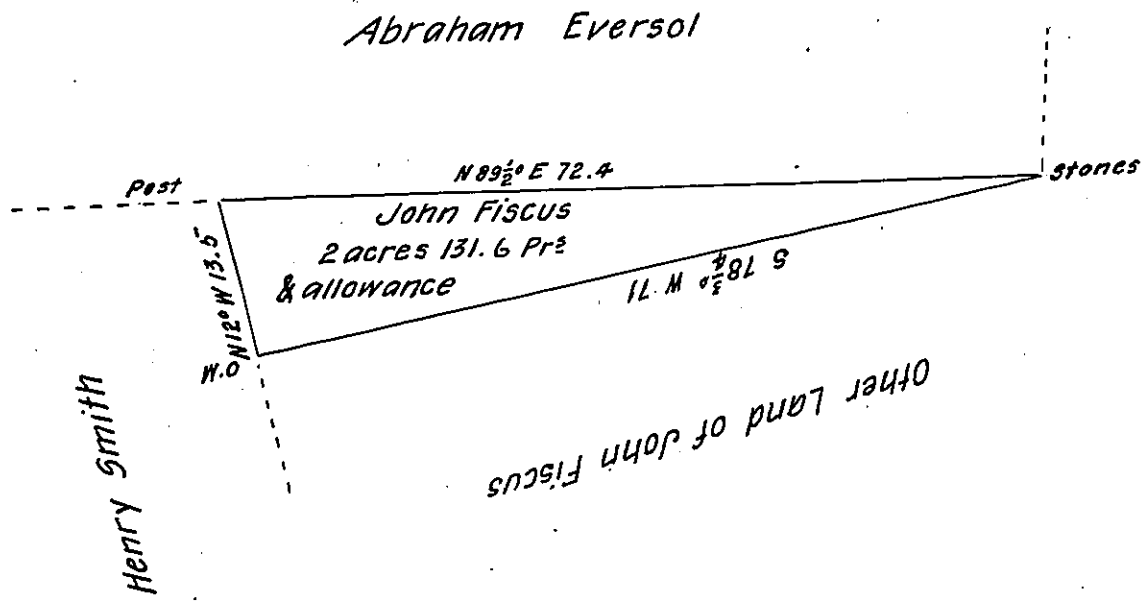 Abraham Eversol
Post
N 89½° E 72.4
Stones
John Fiscus
2 acres 131.6 Prs
& allowance
N 12° W 13.5
S 78¾° W 71
W.O
Henry Smith
Other Land of John Fiscus